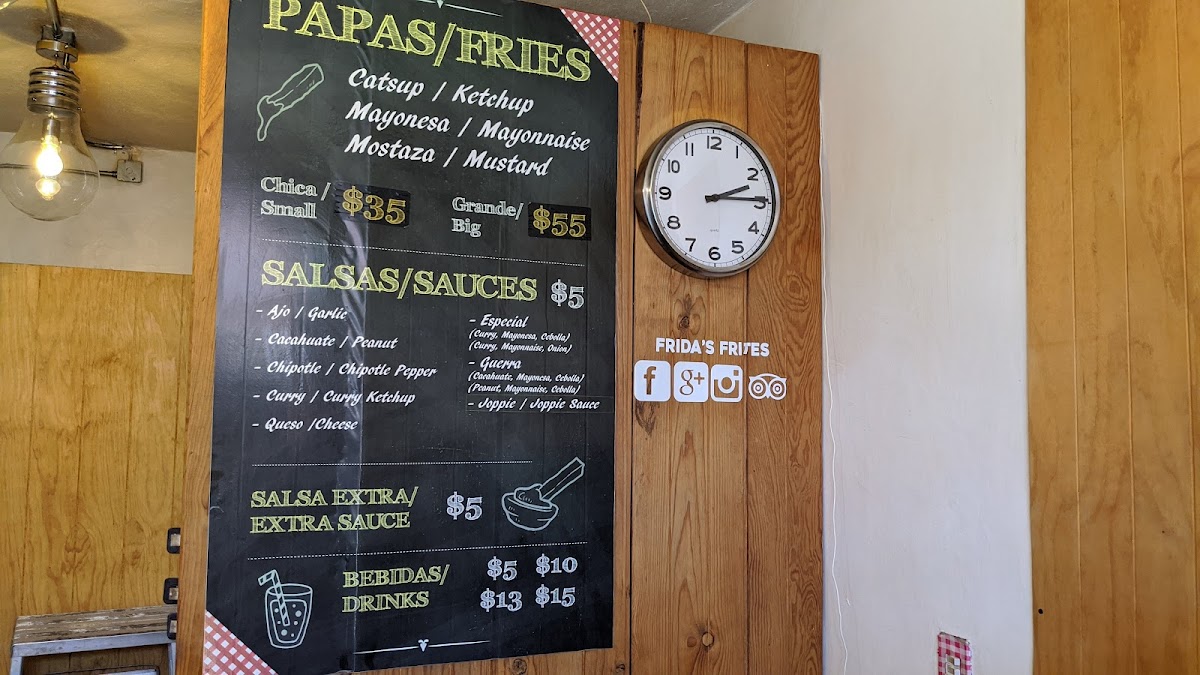 PAPAS/FRIES
Catsup / Ketchup
Mayonesa / Mayonnaise
Mostaza / Mustard
Chica / Small $35
Grande/ Big $55
SALSAS/SAUCES $5
- Ajo / Garlic
- Cacahuate / Peanut
- Chipotle / Chipotle Pepper
- Curry / Curry Ketchup
- Queso /Cheese
- Especial
(Curry, Mayonesa, Cebolla)
(Curry, Mayonnaise, Onion)
- Guerra
(Cacahuate, Mayonesa, Cebolla)
(Peanut, Mayonnaise, Cebolla)
- Joppie / Joppie Sauce
SALSA EXTRA/
EXTRA SAUCE
$5
BEBIDAS/
DRINKS
$5 $10
$13 $15
12
1
2
3
4
5
6
7
8
9
10
11
FRIDA'S FRITES
f g+